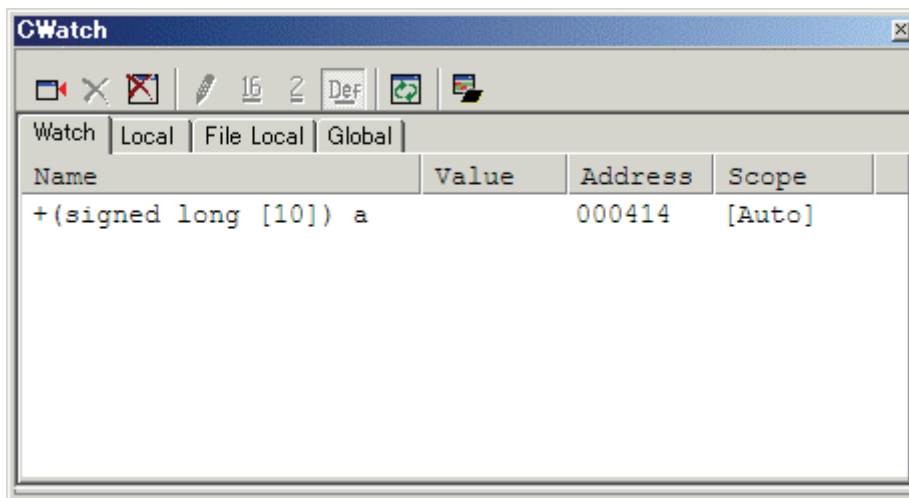 CWatch
16 2 Def
Watch Local File Local Global
Name Value Address Scope
+(signed long [10]) a 000414 [Auto]